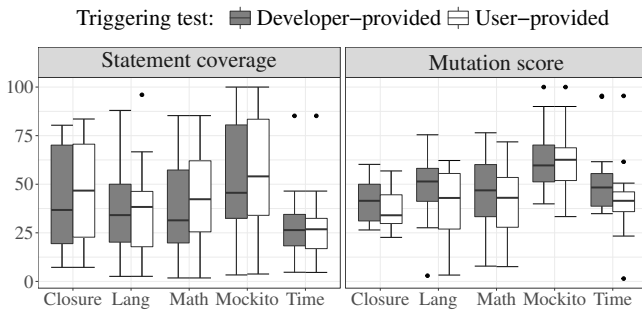 Triggering test: Developer−provided User−provided
Statement coverage Mutation score
100
75
50
25
0
Closure Lang Math Mockito Time Closure Lang Math Mockito Time